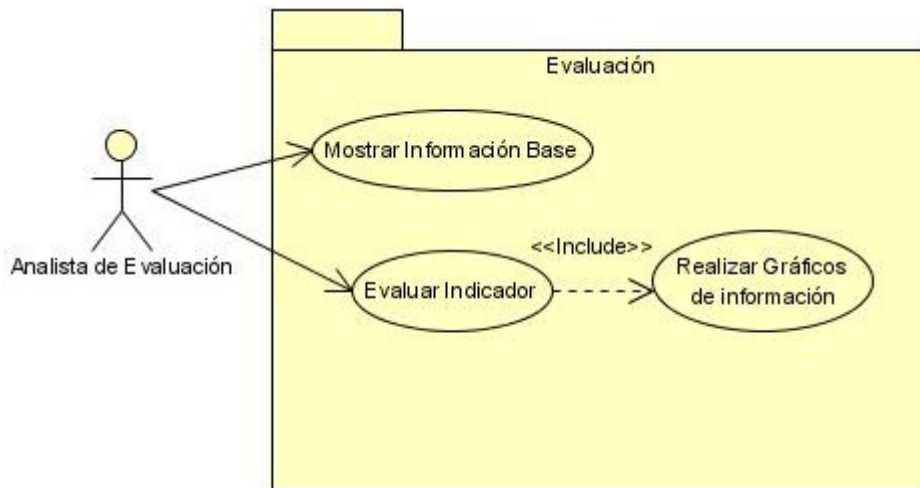 Evaluación
Mostrar Información Base
Analista de Evaluación
<<Include>>
Evaluar Indicador
Realizar Gráficos
de información